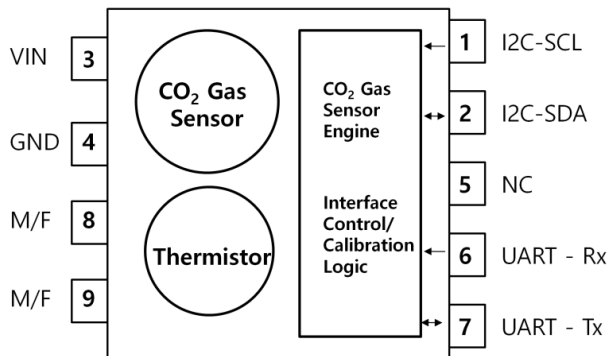 VIN
3
GND
4
M/F
8
M/F
9
CO₂ Gas
Sensor
Thermistor
CO₂ Gas
Sensor
Engine
Interface
Control/
Calibration
Logic
1
I2C-SCL
2
I2C-SDA
5
NC
6
UART - Rx
7
UART - Tx